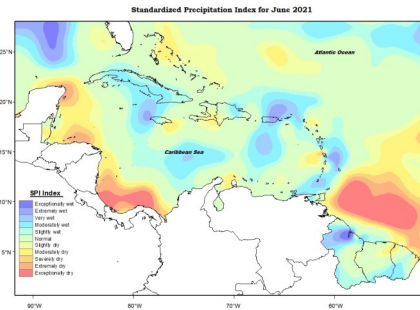 Standardized Precipitation Index for June 2021
Atlantic Ocean
25°N
20°N
15°N
Caribbean Sea
10°N
5°N
SPI Index
Exceptionally wet
Extremely wet
Very wet
Moderately wet
Slightly wet
Normal
Slightly dry
Moderately dry
Severely dry
Extremely dry
Exceptionally dry
90°W
80°W
70°W
60°W